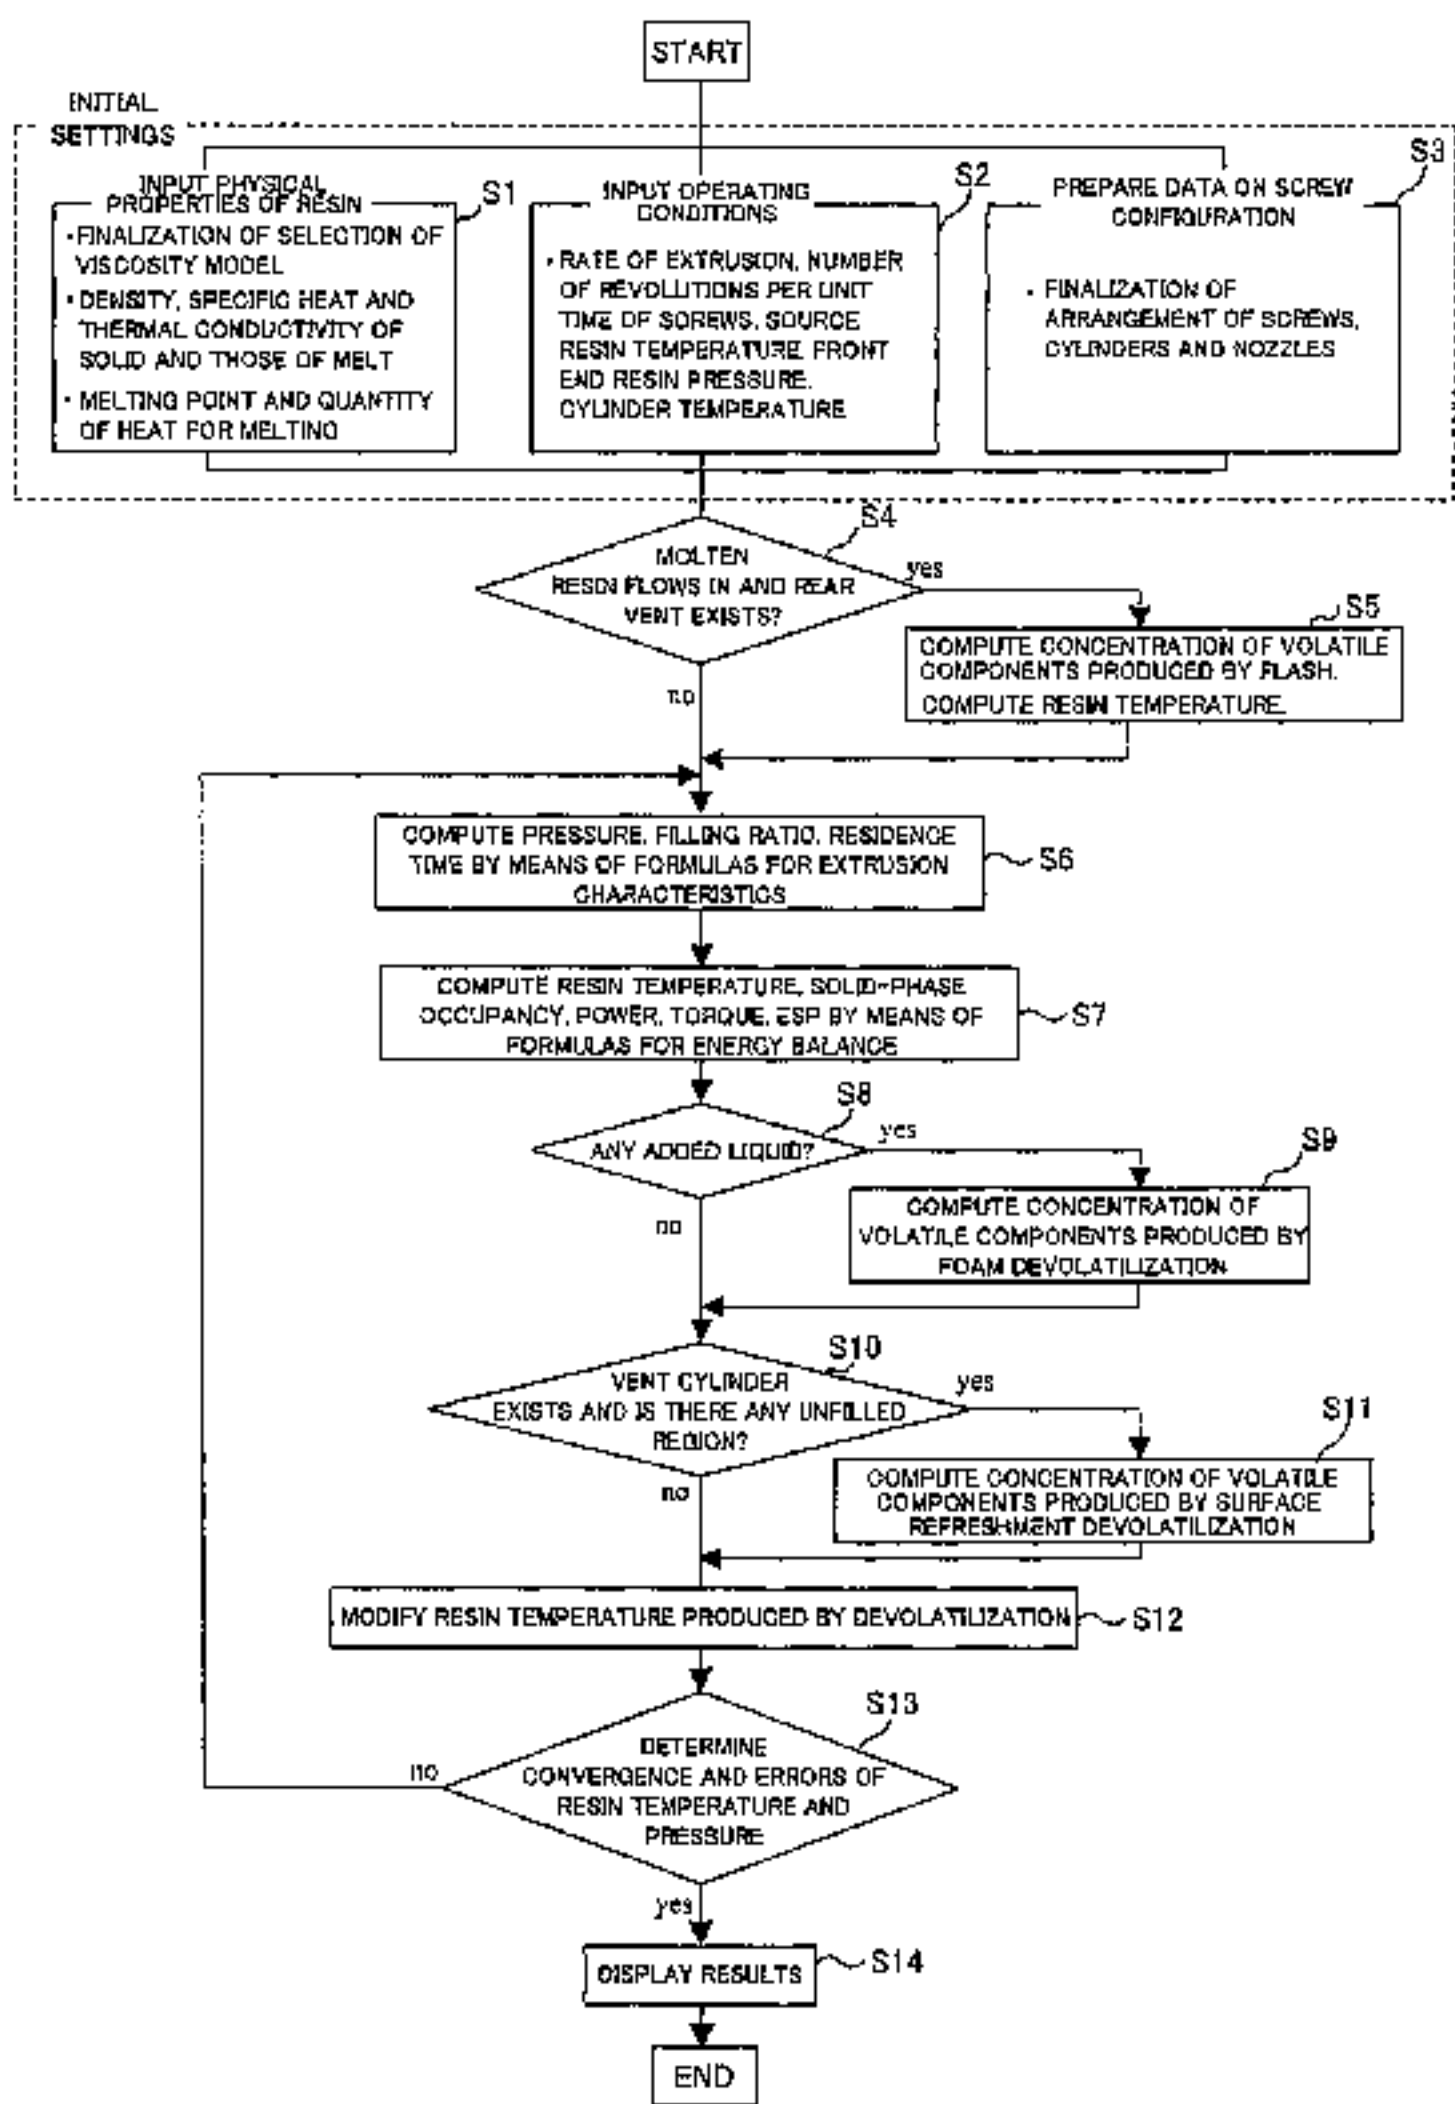 START
INITIAL
SETTINGS
INPUT PHYSICAL
PROPERTIES OF RESIN
S1
・FINALIZATION OF SELECTION OF
VISCOSITY MODEL
・DENSITY, SPECIFIC HEAT AND
THERMAL CONDUCTIVITY OF
SOLID AND THOSE OF MELT
・MELTING POINT AND QUANTITY
OF HEAT FOR MELTING
INPUT OPERATING
CONDITIONS
S2
・RATE OF EXTRUSION, NUMBER
OF REVOLUTIONS PER UNIT
TIME OF SCREWS, SOURCE
RESIN TEMPERATURE, FRONT
END RESIN PRESSURE,
CYLINDER TEMPERATURE
PREPARE DATA ON SCREW
CONFIGURATION
S3
・FINALIZATION OF
ARRANGEMENT OF SCREWS,
CYLINDERS AND NOZZLES
S4
MOLTEN
RESIN FLOWS IN AND REAR
VENT EXISTS?
yes
no
S5
COMPUTE CONCENTRATION OF VOLATILE
COMPONENTS PRODUCED BY FLASH.
COMPUTE RESIN TEMPERATURE.
COMPUTE PRESSURE, FILLING RATIO, RESIDENCE
TIME BY MEANS OF FORMULAS FOR EXTRUSION
CHARACTERISTICS
S6
COMPUTE RESIN TEMPERATURE, SOLID-PHASE
OCCUPANCY, POWER, TORQUE, ESP BY MEANS OF
FORMULAS FOR ENERGY BALANCE
S7
S8
ANY ADDED LIQUID?
yes
no
S9
COMPUTE CONCENTRATION OF
VOLATILE COMPONENTS PRODUCED BY
FOAM DEVOLATILIZATION
S10
VENT CYLINDER
EXISTS AND IS THERE ANY UNFILLED
REGION?
yes
no
S11
COMPUTE CONCENTRATION OF VOLATILE
COMPONENTS PRODUCED BY SURFACE
REFRESHMENT DEVOLATILIZATION
MODIFY RESIN TEMPERATURE PRODUCED BY DEVOLATILIZATION
S12
S13
DETERMINE
CONVERGENCE AND ERRORS OF
RESIN TEMPERATURE AND
PRESSURE
no
yes
DISPLAY RESULTS
S14
END